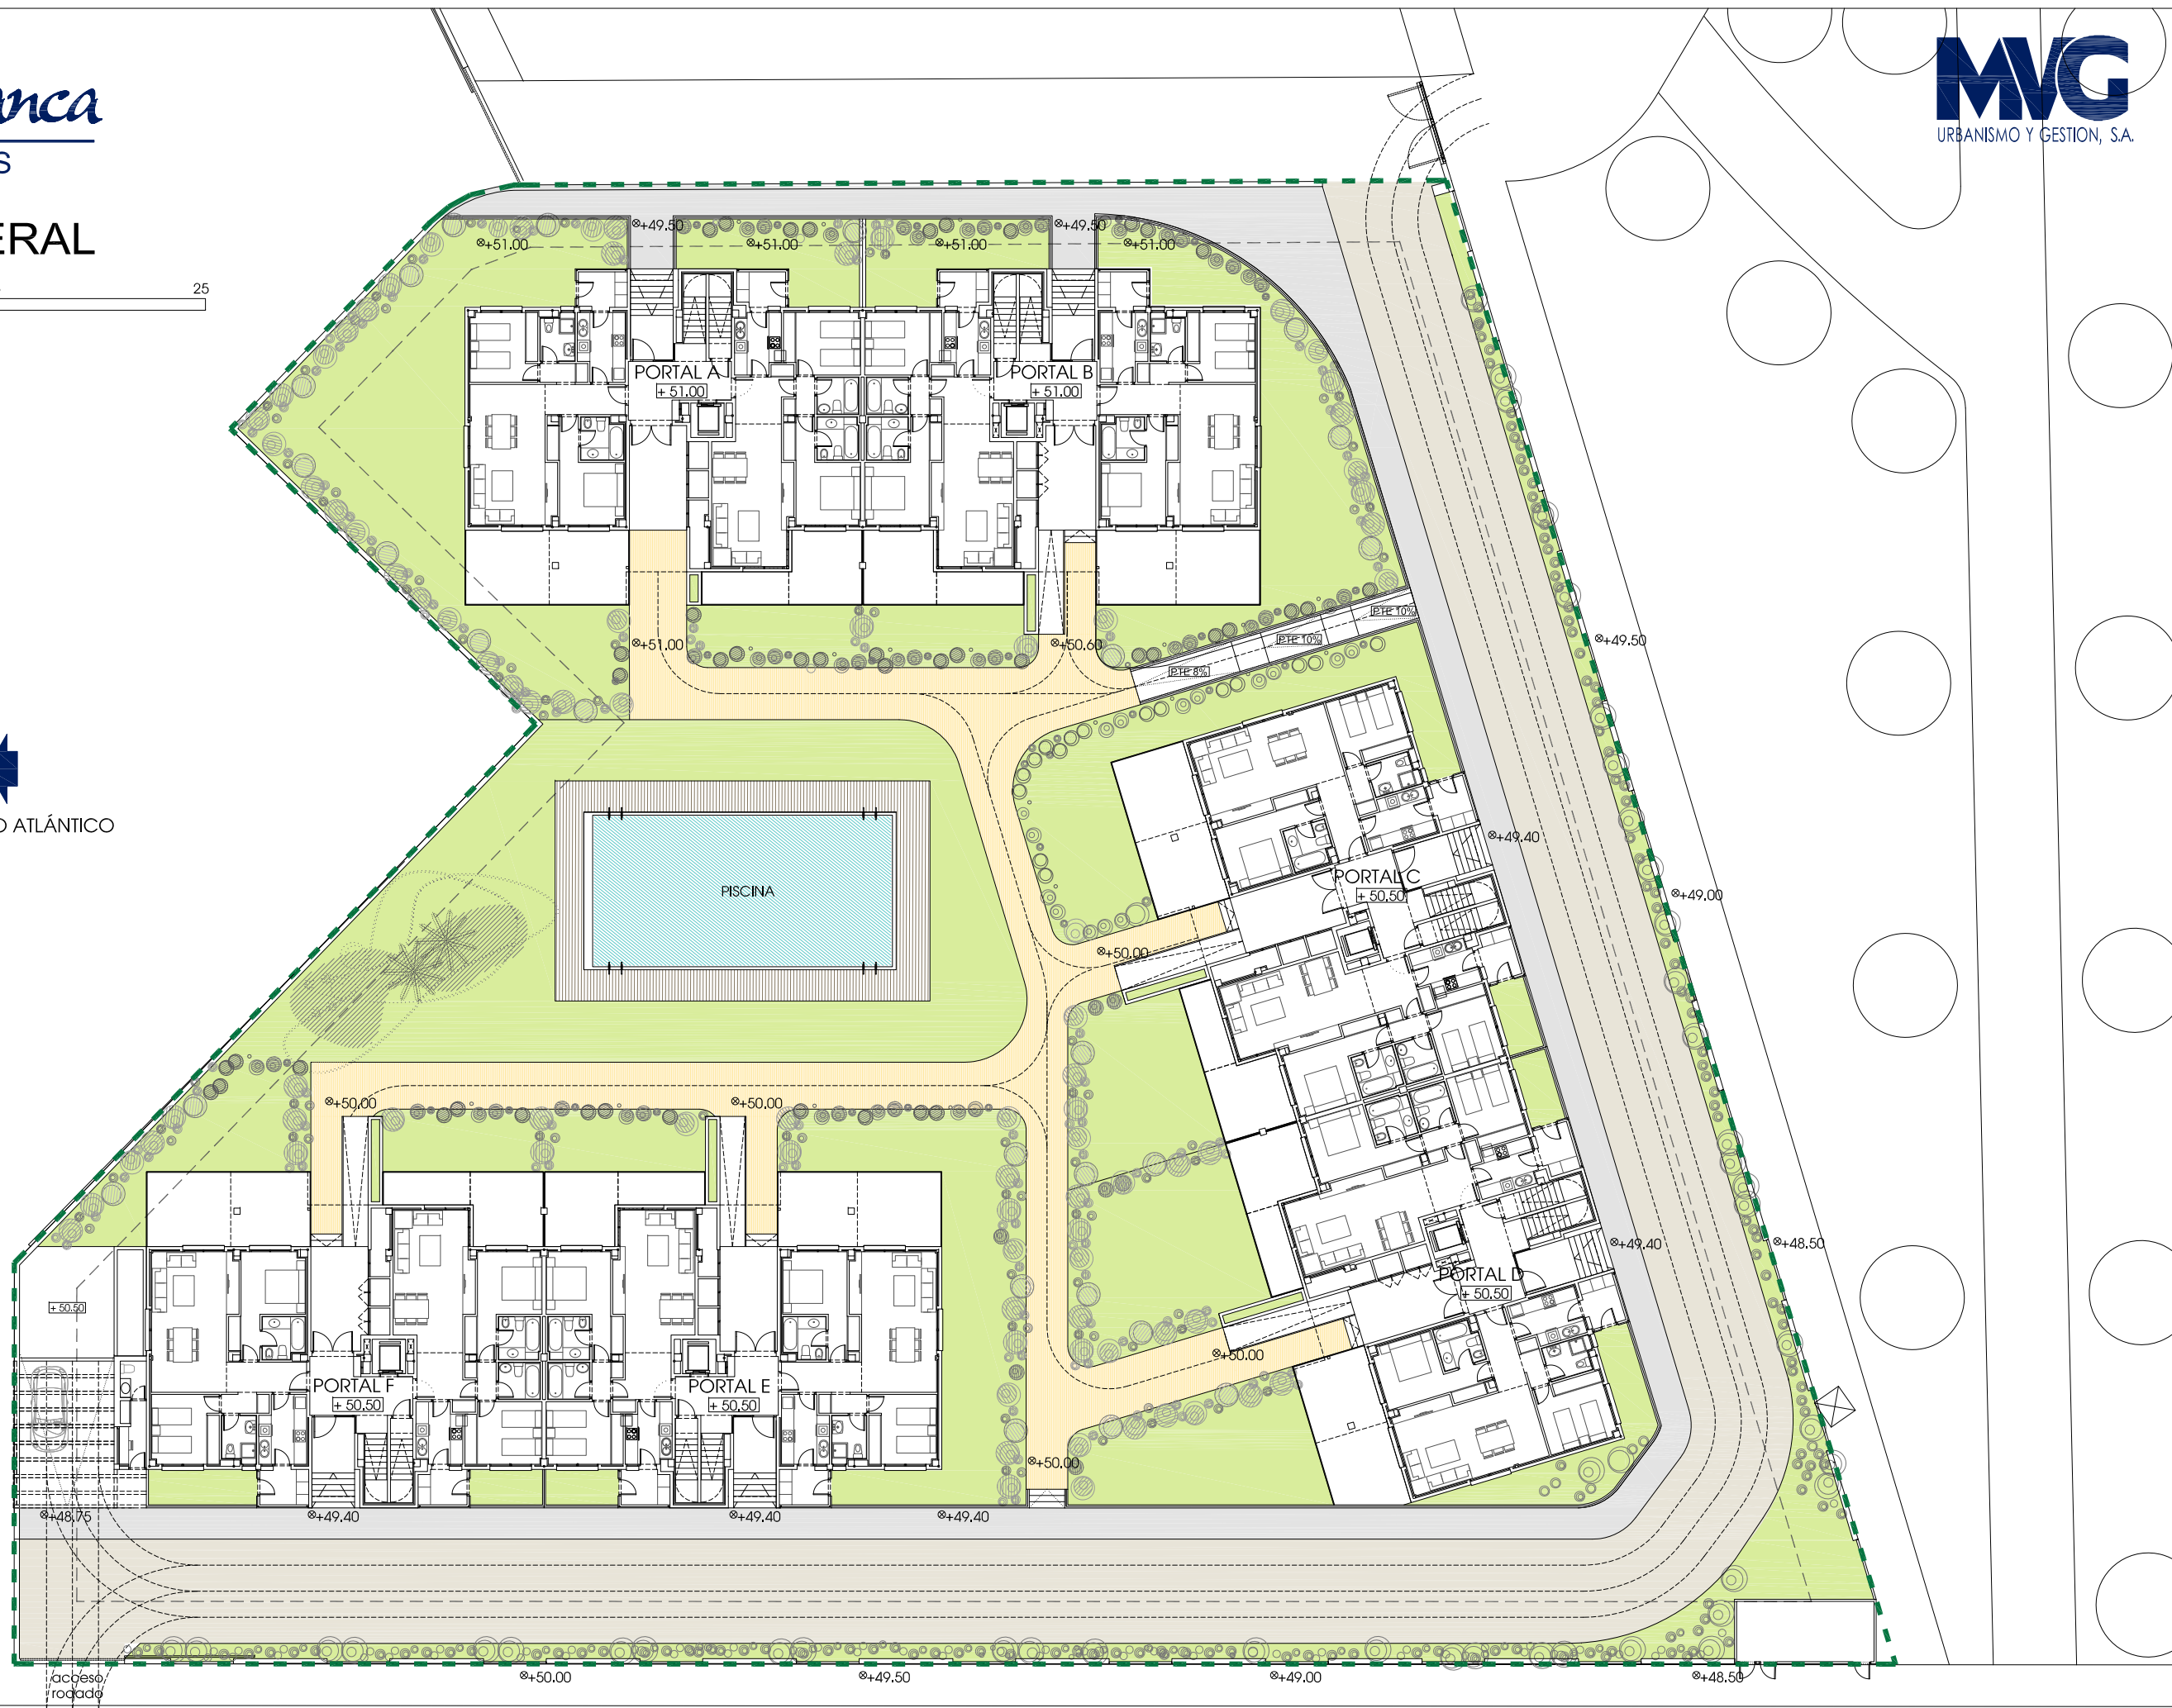 anca
S
ERAL
25
MVG
URBANISMO Y GESTION, S.A.
+49.50
+49.50
+51.00
+51.00
+51.00
+51.00
PORTAL A
+ 51.00
PORTAL B
+ 51.00
PTE 10%
PTE 10%
PTE 8%
+51.00
+50.60
+49.50
O ATLÁNTICO
+49.40
PISCINA
PORTAL C
+ 50.50
+49.00
+50.00
+50.00
+50.00
+49.40
+48.50
PORTAL D
+ 50.50
+ 50.50
+50.00
PORTAL F
+ 50.50
PORTAL E
+ 50.50
+50.00
+48.75
+49.40
+49.40
+49.40
acceso
rodado
+50.00
+49.50
+49.00
+48.50